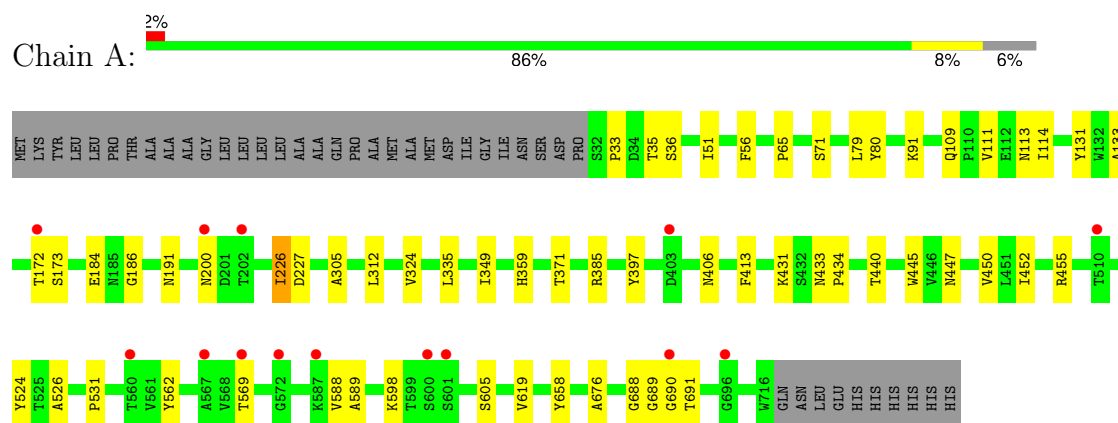 2%
Chain A:
86% 8% 6%
MET LYS TYR LEU LEU PRO THR ALA ALA ALA GLY LEU LEU LEU LEU ALA ALA GLN PRO ALA MET ALA MET ASP ILE GLY ILE ASN SER ASP PRO S32 P33 D34 T35 S36 I51 F56 P65 S71 L79 Y80 K91 Q109 P110 V111 E112 N113 I114 Y131 W132 A133
T172 S173 E184 N185 G186 N191 N200 D201 T202 I226 D227 A305 L312 V324 L335 I349 H359 T371 R385 Y397 D403 N406 F413 K431 S432 N433 P434 T440 W445 V446 N447 V450 L451 I452 R455 T510
Y524 T525 A526 P531 T560 V561 Y562 A567 V568 T569 G572 K587 V588 A589 K598 T599 S600 S601 S605 V619 Y658 A676 G688 G689 G690 T691 G696 W716 GLN ASN LEU GLU HIS HIS HIS HIS HIS HIS